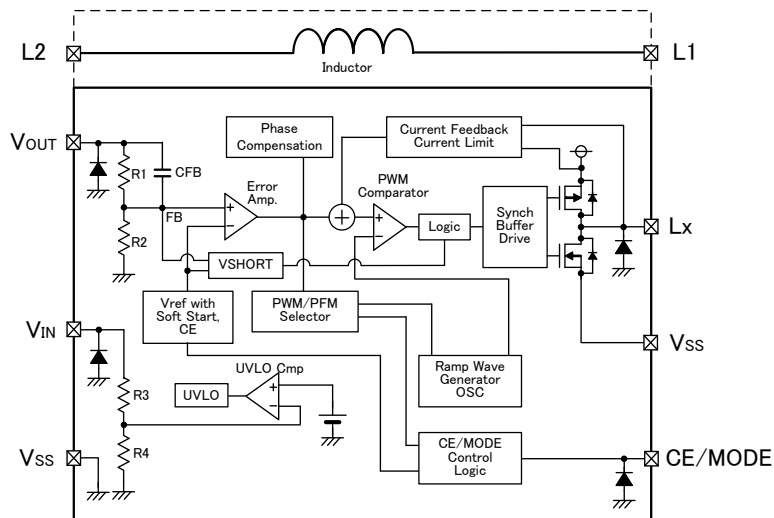 L2
L1
Inductor
VOUT
R1
CFB
R2
FB
Phase
Compensation
Error
Amp.
Current Feedback
Current Limit
PWM
Comparator
Logic
Synch
Buffer
Drive
Lx
VSHORT
Vref with
Soft Start,
CE
PWM/PFM
Selector
VIN
VSS
R3
UVLO
UVLO Cmp
Ramp Wave
Generator
OSC
R4
VSS
CE/MODE
Control
Logic
CE/MODE